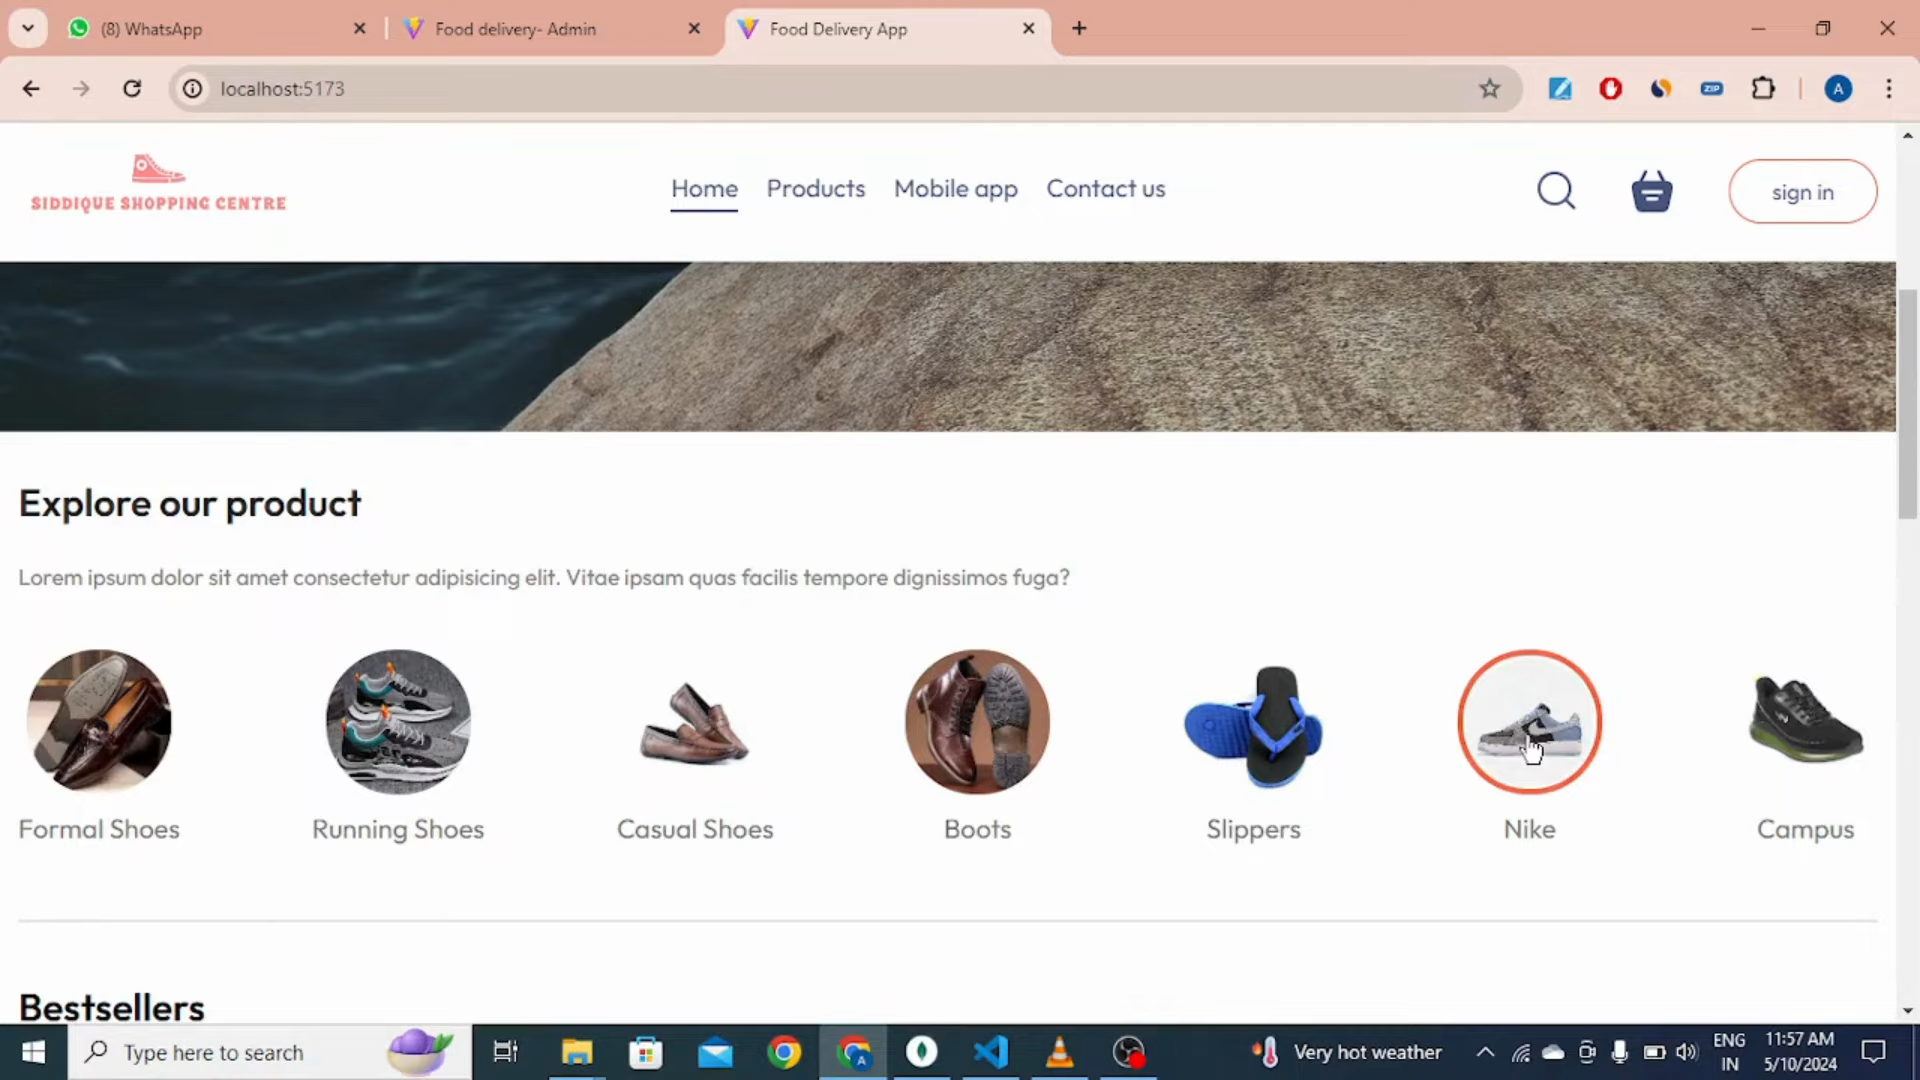 (8) WhatsApp
Food delivery- Admin
Food Delivery App
localhost:5173
ZIP
A
SIDDIQUE SHOPPING CENTRE
Home
Products
Mobile app
Contact us
sign in
Explore our product
Lorem ipsum dolor sit amet consectetur adipisicing elit. Vitae ipsam quas facilis tempore dignissimos fuga?
Formal Shoes
Running Shoes
Casual Shoes
Boots
Slippers
Nike
Campus
Bestsellers
Type here to search
A
Very hot weather
ENG
IN
11:57 AM
5/10/2024